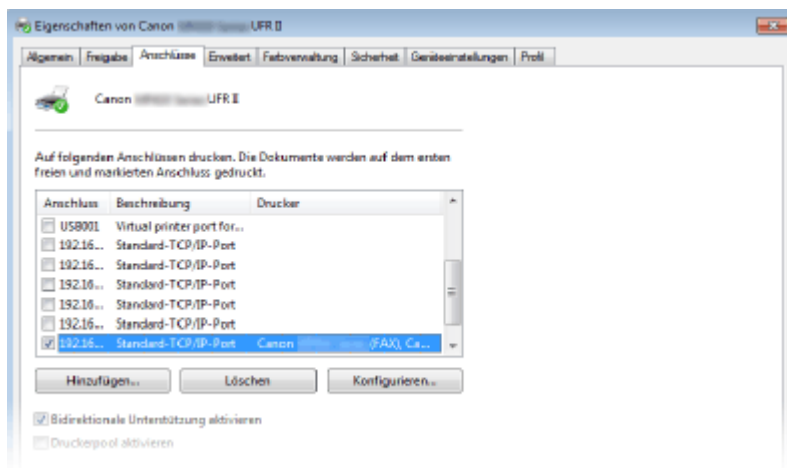 Eigenschaften von Canon UFR II
Allgemein Freigabe Anschlüsse Erweitert Farbverwaltung Sicherheit Geräteeinstellungen Profil
Canon UFR II
Auf folgenden Anschlüssen drucken. Die Dokumente werden auf dem ersten
freien und markierten Anschluss gedruckt.
Anschluss Beschreibung Drucker
USB001 Virtual printer port for...
192.16... Standard-TCP/IP-Port
192.16... Standard-TCP/IP-Port
192.16... Standard-TCP/IP-Port
192.16... Standard-TCP/IP-Port
192.16... Standard-TCP/IP-Port
192.16... Standard-TCP/IP-Port Canon (FAX), Ca...
Hinzufügen... Löschen Konfigurieren...
Bidirektionale Unterstützung aktivieren
Druckerpool aktivieren